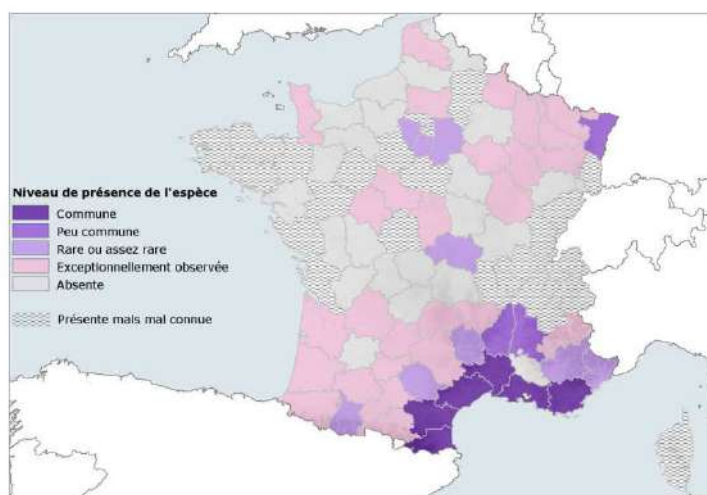 Niveau de présence de l'espèce
Commune
Peu commune
Rare ou assez rare
Exceptionnellement observée
Absente
Présente mais mal connue